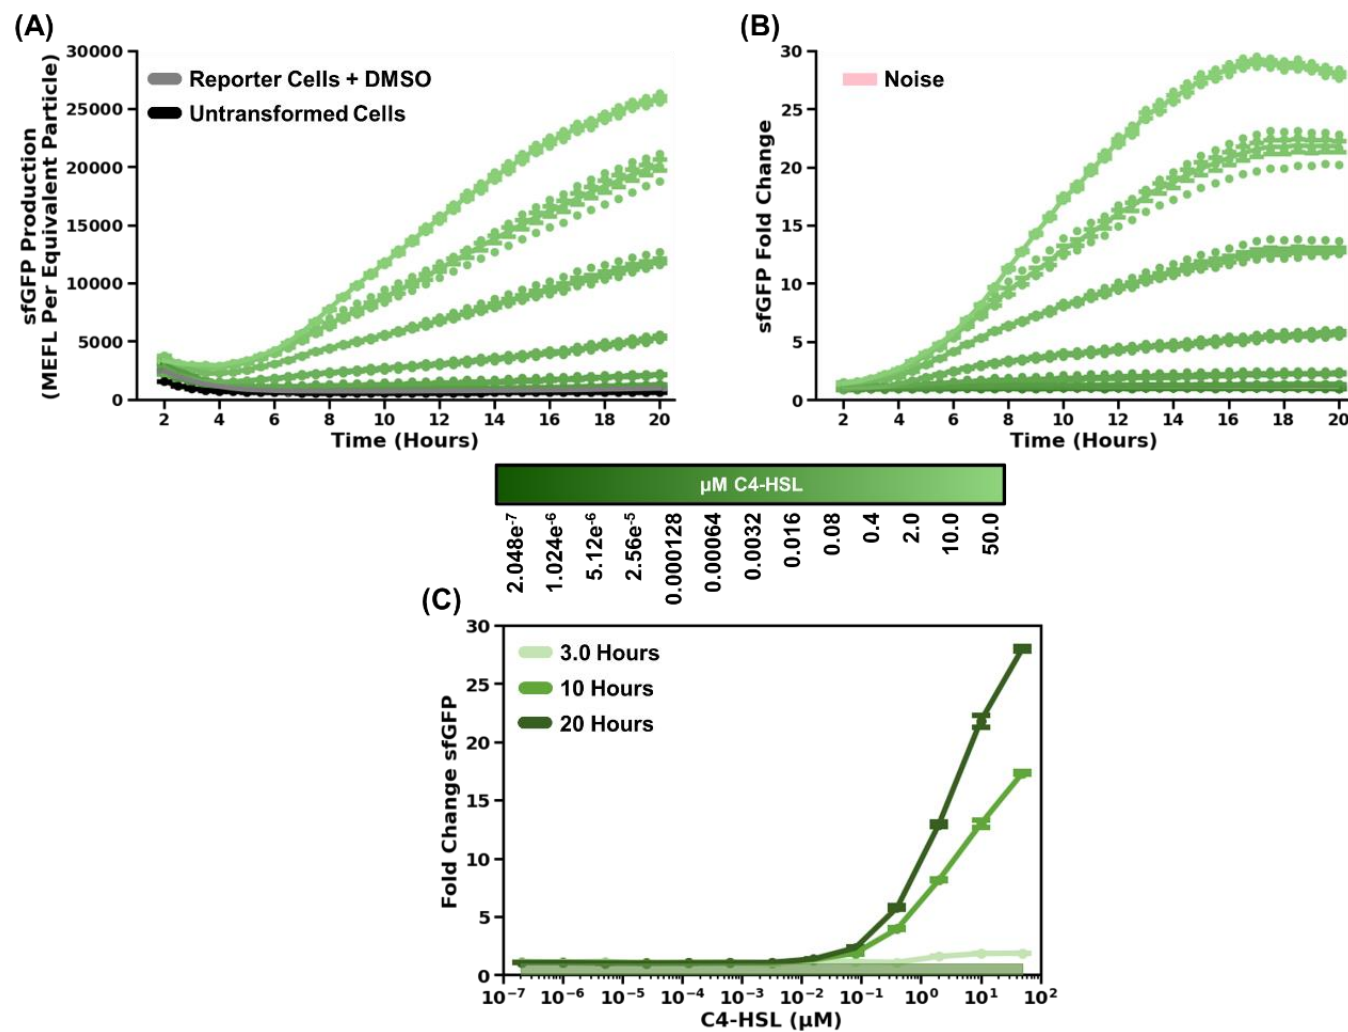 (A)
30000
25000
20000
15000
10000
5000
0
sfGFP Production
(MEFL Per Equivalent Particle)
Reporter Cells + DMSO
Untransformed Cells
2 4 6 8 10 12 14 16 18 20
Time (Hours)
(B)
30
25
20
15
10
5
0
sfGFP Fold Change
Noise
2 4 6 8 10 12 14 16 18 20
Time (Hours)
µM C4-HSL
2.048e-7
1.024e-6
5.12e-6
2.56e-5
0.000128
0.00064
0.0032
0.016
0.08
0.4
2.0
10.0
50.0
(C)
30
25
20
15
10
5
0
Fold Change sfGFP
3.0 Hours
10 Hours
20 Hours
10−7 10−6 10−5 10−4 10−3 10−2 10−1 100 101 102
C4-HSL (µM)